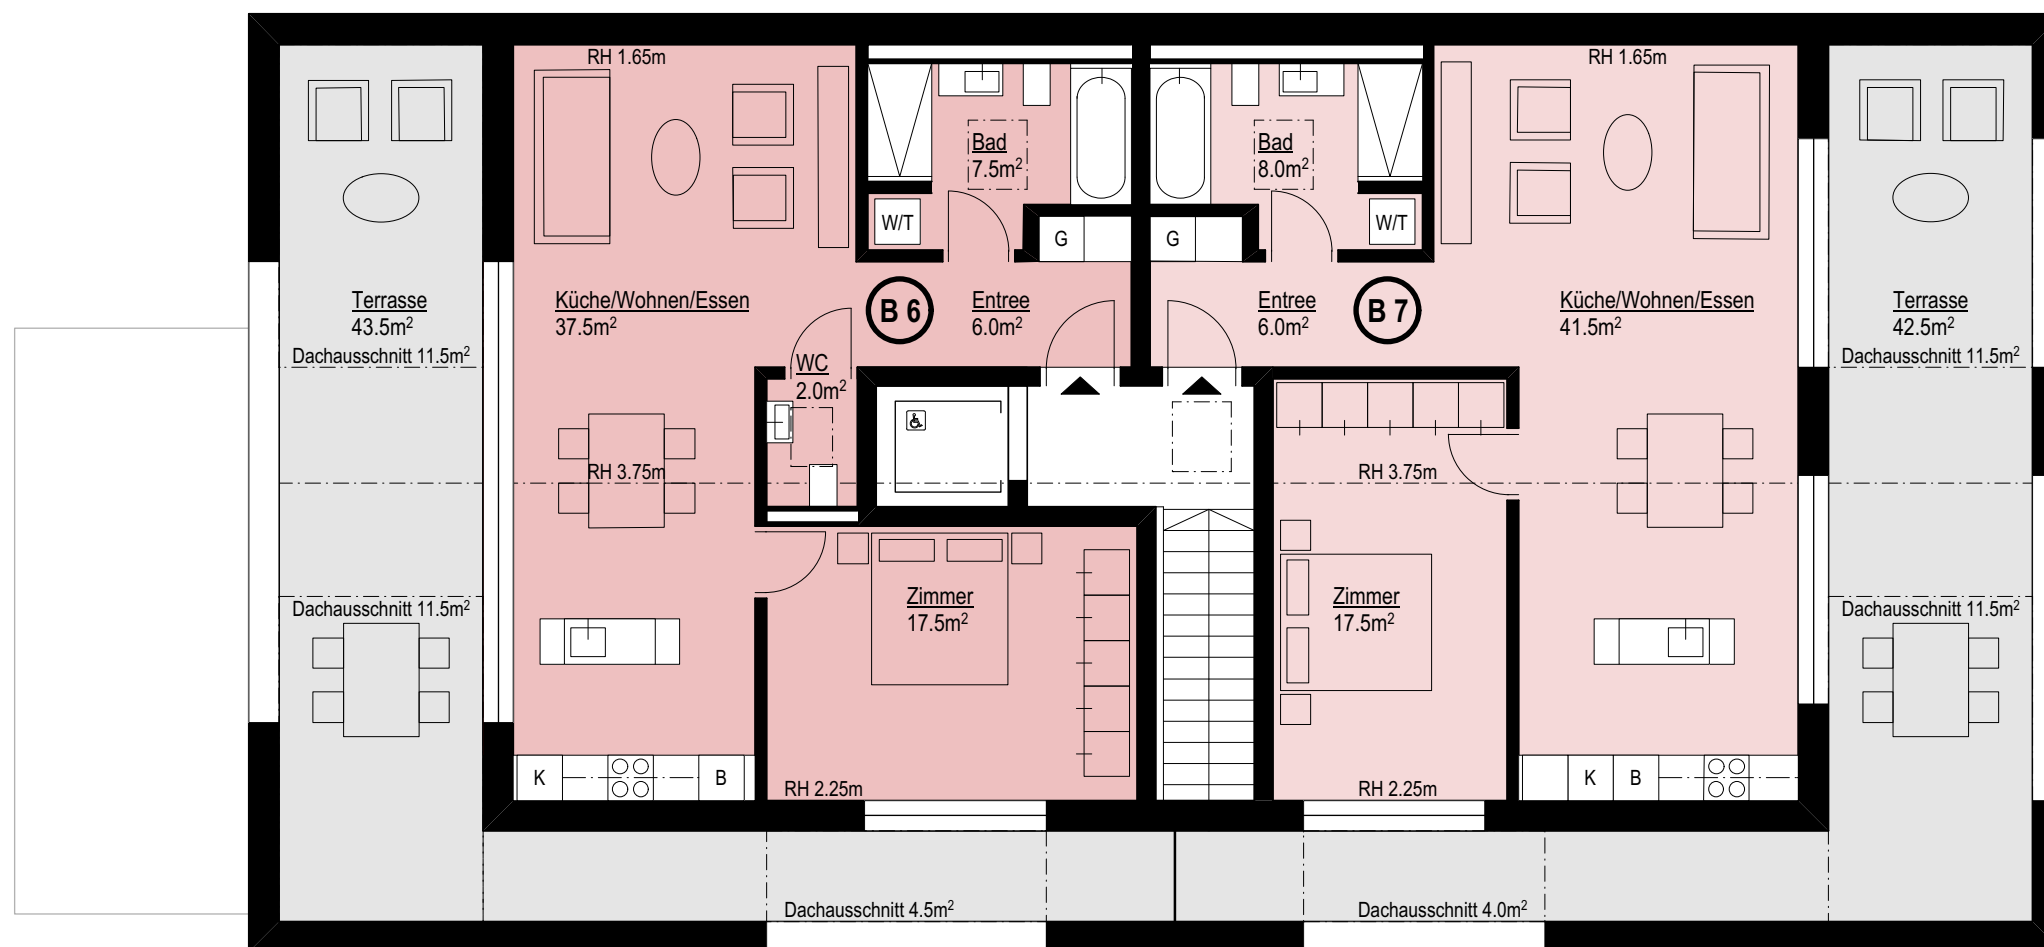 RH 1.65m
RH 1.65m
Bad
7.5m²
Bad
8.0m²
W/T
G
G
W/T
Terrasse
43.5m²
Dachausschnitt 11.5m²
Küche/Wohnen/Essen
37.5m²
B 6
Entree
6.0m²
Entree
6.0m²
B 7
Küche/Wohnen/Essen
41.5m²
Terrasse
42.5m²
Dachausschnitt 11.5m²
WC
2.0m²
RH 3.75m
RH 3.75m
Dachausschnitt 11.5m²
Zimmer
17.5m²
Zimmer
17.5m²
Dachausschnitt 11.5m²
K
B
RH 2.25m
RH 2.25m
K
B
Dachausschnitt 4.5m²
Dachausschnitt 4.0m²